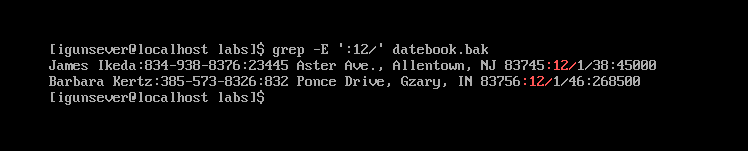 [igunsever@localhost labs]$ grep -E ':12/' datebook.bak
James Ikeda:834-938-8376:23445 Aster Ave., Allentown, NJ 83745:12/1/38:45000
Barbara Kertz:385-573-8326:832 Ponce Drive, Gzary, IN 83756:12/1/46:268500
[igunsever@localhost labs]$